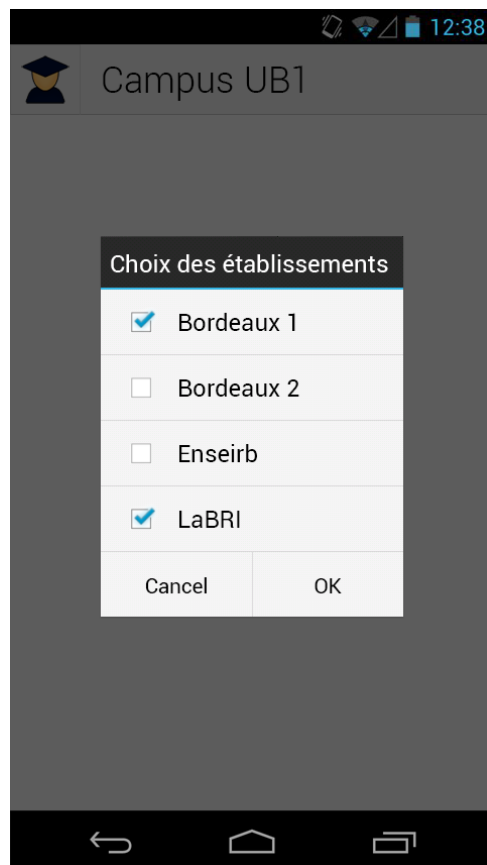 12:38
Campus UB1
Choix des établissements
Bordeaux 1
Bordeaux 2
Enseirb
LaBRI
Cancel OK